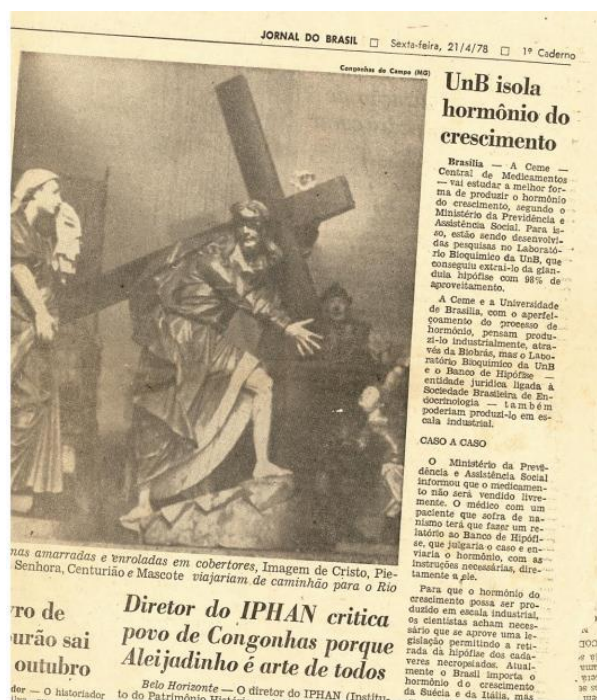 JORNAL DO BRASIL □ Sexta-feira, 21/4/78 □ 1º Caderno
Congonhas do Campo (MG)
UnB isola
hormônio do
crescimento
Brasília — A Ceme —
Central de Medicamentos
— vai estudar a melhor for-
ma de produzir o hormônio
do crescimento, segundo o
Ministério da Previdência e
Assistência Social. Para is-
so, estão sendo desenvolvi-
das pesquisas no Laborató-
rio Bioquímico da UnB, que
conseguiu extrai-lo da glan-
dula hipófise com 98% de
aproveitamento.
A Ceme e a Universidade
de Brasília, com o aperfei-
çoamento do processo de
hormônio, pensam produ-
zi-lo industrialmente, atra-
vés da Biobrás, mas o Labo-
ratório Bioquímico da UnB
e o Banco de Hipófise —
entidade jurídica ligada à
Sociedade Brasileira de En-
docrinologia — também
poderiam produzi-lo em es-
cala industrial.
CASO A CASO
O Ministério da Previ-
dência e Assistência Social
informou que o medicamen-
to não será vendido livre-
mente. O médico com um
paciente que sofra de na-
nismo terá que fazer um re-
latório ao Banco de Hipófi-
se, que julgaria o caso e en-
viaria o hormônio, com as
instruções necessárias, dire-
tamente a ele.
Para que o hormônio do
crescimento possa ser pro-
duzido em escala industrial,
os cientistas acham neces-
sário que se aprove uma le-
gislação permitindo a reti-
rada da hipófise dos cadá-
veres necropsiados. Atual-
mente o Brasil importa o
hormônio do crescimento
da Suécia e da Itália, mas
nas amarradas e enroladas em cobertores, Imagem de Cristo, Pie-
Senhora, Centurião e Mascote viajariam de caminhão para o Rio
vro de
urão sai
outubro
der — O historiador
Diretor do IPHAN critica
povo de Congonhas porque
Aleijadinho é arte de todos
Belo Horizonte — O diretor do IPHAN (Institu-
to do Patrimônio